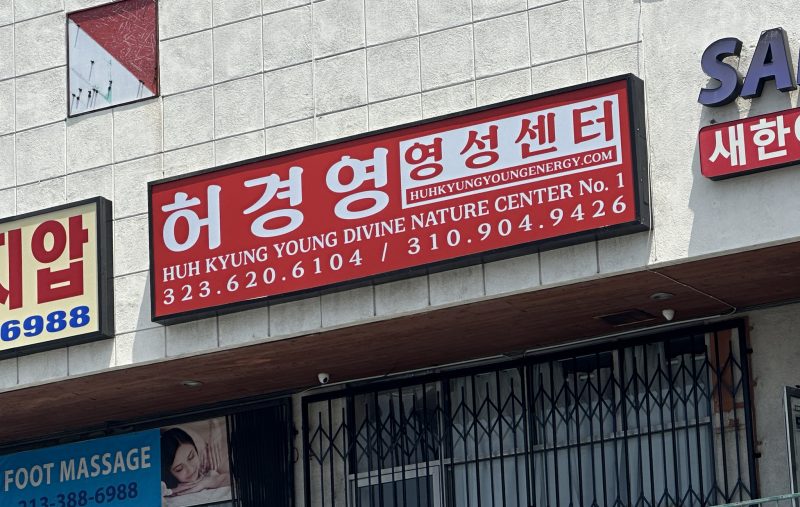 허경영 영성센터
HUHKYUNGYOUNGENERGY.COM
HUH KYUNG YOUNG DIVINE NATURE CENTER No. 1
323.620.6104 / 310.904.9426
지압
6988
SA
새한
FOOT MASSAGE
213-388-6988